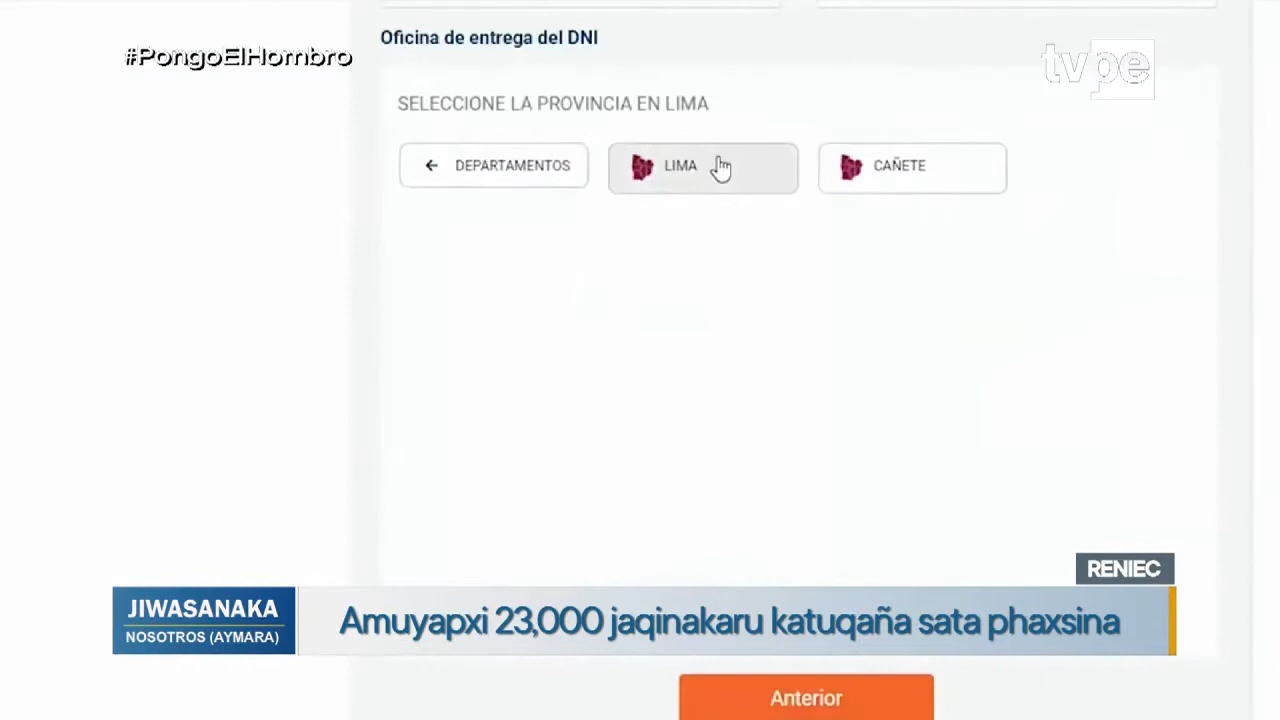 Oficina de entrega del DNI
#PongoElHombro
tvpe
SELECCIONE LA PROVINCIA EN LIMA
DEPARTAMENTOS
LIMA
CAÑETE
RENIEC
JIWASANAKA
NOSOTROS (AYMARA)
Amuyapxi 23,000 jaqinakaru katuqaña sata phaxsina
Anterior